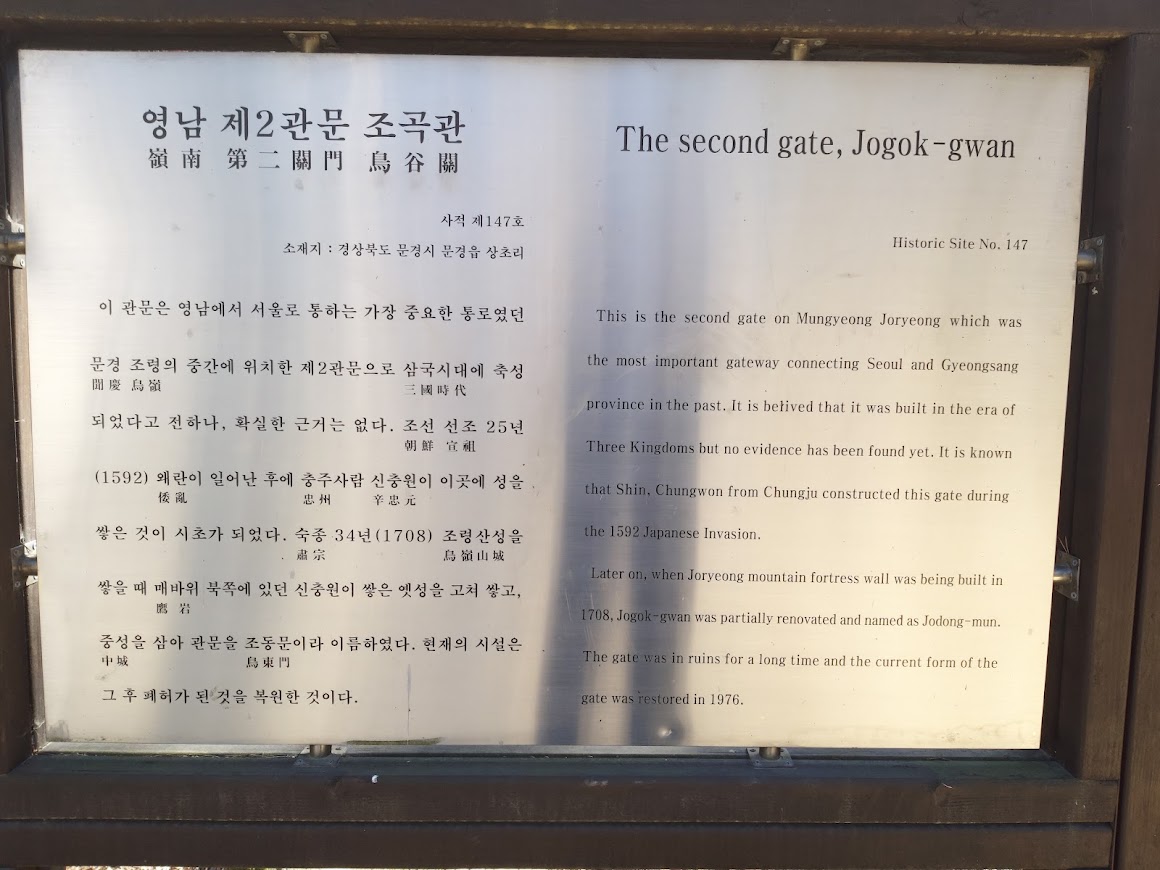 영남 제2관문 조곡관
嶺南 第二關門 鳥谷關
사적 제147호
소재지 : 경상북도 문경시 문경읍 상초리
이 관문은 영남에서 서울로 통하는 가장 중요한 통로였던
문경 조령의 중간에 위치한 제2관문으로 삼국시대에 축성
聞慶 鳥嶺 三國時代
되었다고 전하나, 확실한 근거는 없다. 조선 선조 25년
朝鮮 宣祖
(1592) 왜란이 일어난 후에 충주사람 신충원이 이곳에 성을
倭亂 忠州 辛忠元
쌓은 것이 시초가 되었다. 숙종 34년(1708) 조령산성을
肅宗 鳥嶺山城
쌓을 때 매바위 북쪽에 있던 신충원이 쌓은 옛성을 고쳐 쌓고,
鷹岩
중성을 삼아 관문을 조동문이라 이름하였다. 현재의 시설은
中城 鳥東門
그 후 폐허가 된 것을 복원한 것이다.
The second gate, Jogok-gwan
Historic Site No. 147
This is the second gate on Mungyeong Joryeong which was
the most important gateway connecting Seoul and Gyeongsang
province in the past. It is belived that it was built in the era of
Three Kingdoms but no evidence has been found yet. It is known
that Shin, Chungwon from Chungju constructed this gate during
the 1592 Japanese Invasion.
Later on, when Joryeong mountain fortress wall was being built in
1708, Jogok-gwan was partially renovated and named as Jodong-mun.
The gate was in ruins for a long time and the current form of the
gate was restored in 1976.